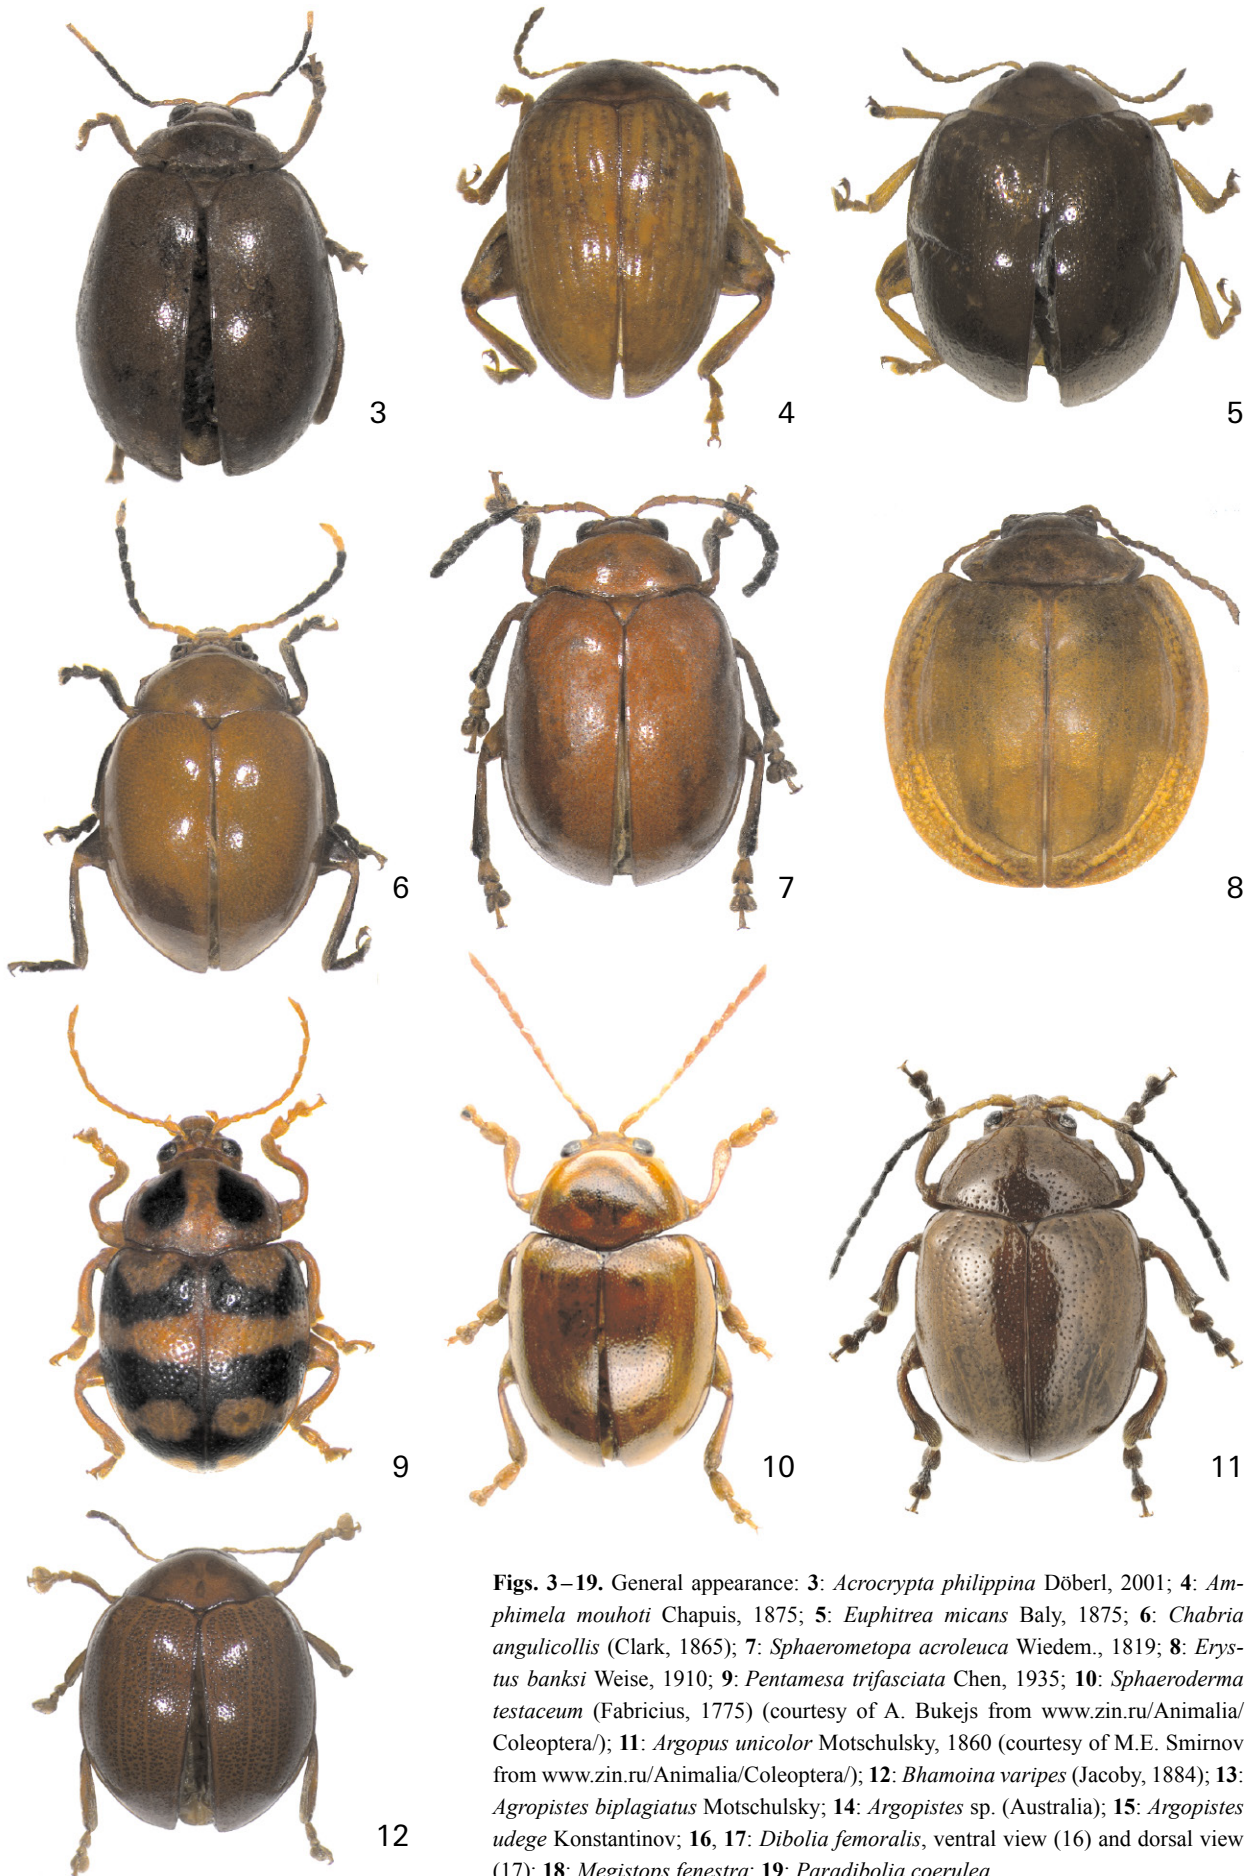 3
4
5
6
7
8
9
10
11
12
Figs. 3–19. General appearance: 3: Acrocrypta philippina Döberl, 2001; 4: Am-
phimela mouhoti Chapuis, 1875; 5: Euphitrea micans Baly, 1875; 6: Chabria
angulicollis (Clark, 1865); 7: Sphaerometopa acroleuca Wiedem., 1819; 8: Erys-
tus banksi Weise, 1910; 9: Pentamesa trifasciata Chen, 1935; 10: Sphaeroderma
testaceum (Fabricius, 1775) (courtesy of A. Bukejs from www.zin.ru/Animalia/
Coleoptera/); 11: Argopus unicolor Motschulsky, 1860 (courtesy of M.E. Smirnov
from www.zin.ru/Animalia/Coleoptera/); 12: Bhamoina varipes (Jacoby, 1884); 13:
Agropistes biplagiatus Motschulsky; 14: Argopistes sp. (Australia); 15: Argopistes
udege Konstantinov; 16, 17: Dibolia femoralis, ventral view (16) and dorsal view
(17); 18: Megistops fenestra; 19: Paradibolia coerulea